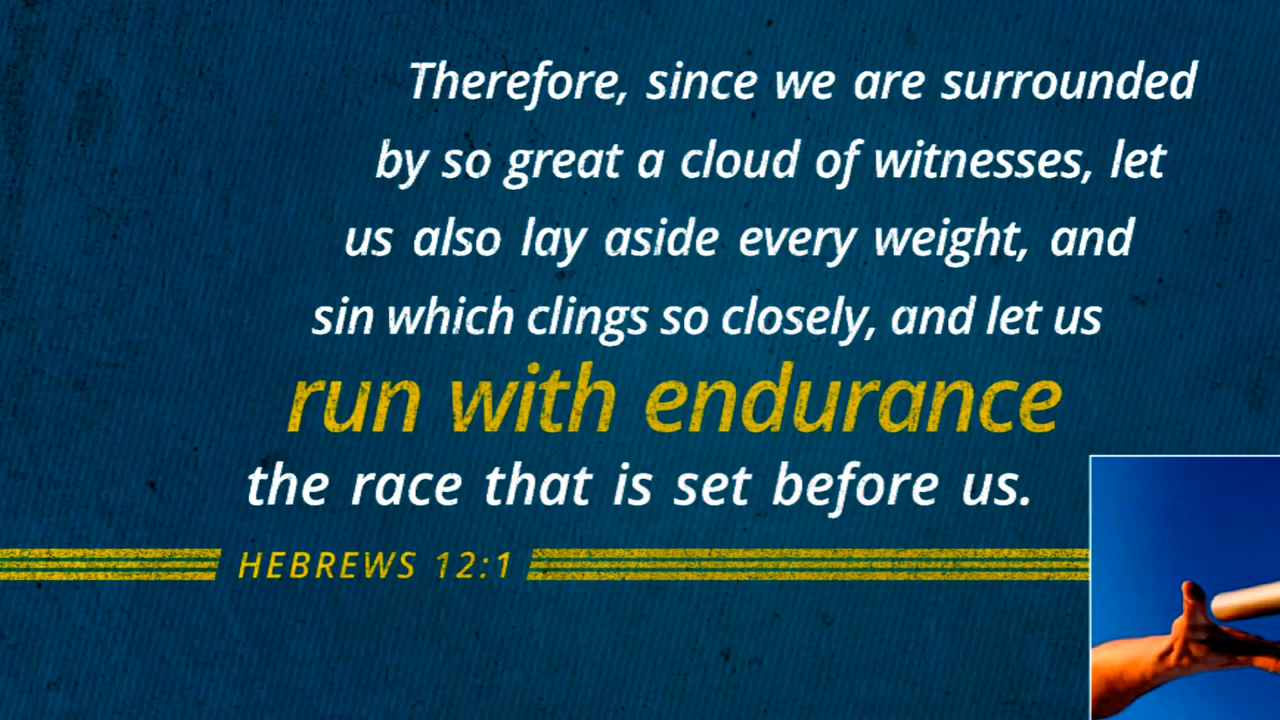 Therefore, since we are surrounded
by so great a cloud of witnesses, let
us also lay aside every weight, and
sin which clings so closely, and let us
run with endurance
the race that is set before us.
HEBREWS 12:1